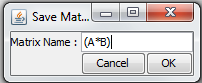 Save Mat...
Matrix Name : (A*B)
Cancel OK